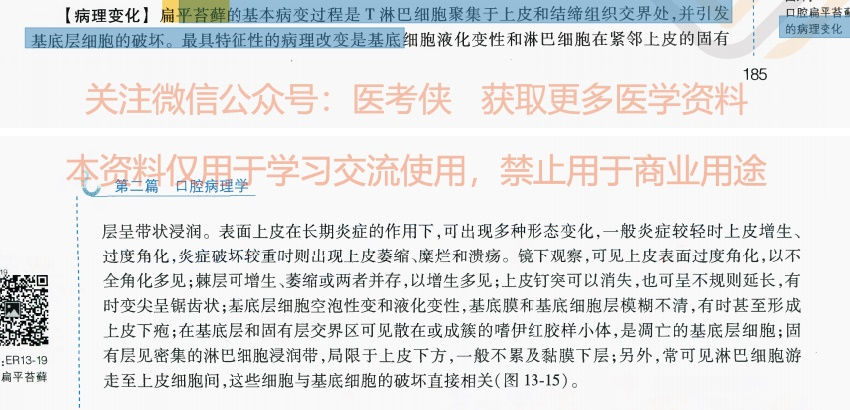 【病理变化】扁平苔藓的基本病变过程是T淋巴细胞聚集于上皮和结缔组织交界处,并引发
基底层细胞的破坏。最具特征性的病理改变是基底细胞液化变性和淋巴细胞在紧邻上皮的固有
口腔扁平苔藓
的病理变化
185
关注微信公众号：医考侠 获取更多医学资料
本资料仅用于学习交流使用，禁止用于商业用途
第二篇 口腔病理学
层呈带状浸润。表面上皮在长期炎症的作用下,可出现多种形态变化,一般炎症较轻时上皮增生、
过度角化,炎症破坏较重时则出现上皮萎缩、糜烂和溃疡。镜下观察,可见上皮表面过度角化,以不
全角化多见;棘层可增生、萎缩或两者并存,以增生多见;上皮钉突可以消失,也可呈不规则延长,有
时变尖呈锯齿状;基底层细胞空泡性变和液化变性,基底膜和基底细胞层模糊不清,有时甚至形成
上皮下疱;在基底层和固有层交界区可见散在或成簇的嗜伊红胶样小体,是凋亡的基底层细胞;固
有层见密集的淋巴细胞浸润带,局限于上皮下方,一般不累及黏膜下层;另外,常可见淋巴细胞游
走至上皮细胞间,这些细胞与基底细胞的破坏直接相关(图 13-15)。
:ER13-19
扁平苔藓